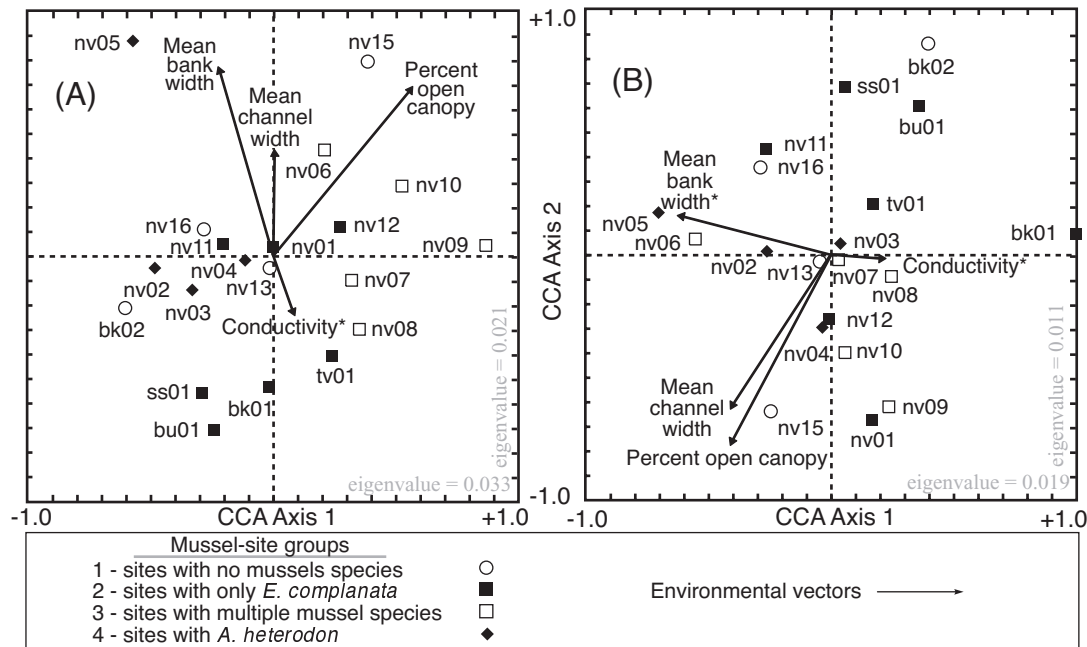 (A)
nv05
Mean
bank
width
Mean
channel
width
nv15
Percent
open
canopy
nv06
nv10
nv16
nv11
nv01
nv12
nv09
nv04
nv02
nv13
nv03
nv07
bk02
Conductivity*
nv08
tv01
ss01
bk01
bu01
eigenvalue = 0.021
eigenvalue = 0.033
-1.0
CCA Axis 1
+1.0
CCA Axis 2
+1.0
-1.0
(B)
bk02
ss01
bu01
nv11
nv16
Mean
bank
width*
nv05
tv01
bk01
nv06
nv03
nv02
nv13
nv07
Conductivity*
nv08
nv12
nv04
nv10
Mean
channel
width
nv09
nv15
nv01
Percent open canopy
eigenvalue = 0.011
eigenvalue = 0.019
-1.0
CCA Axis 1
+1.0
Mussel-site groups
1 - sites with no mussels species
2 - sites with only E. complanata
3 - sites with multiple mussel species
4 - sites with A. heterodon
Environmental vectors